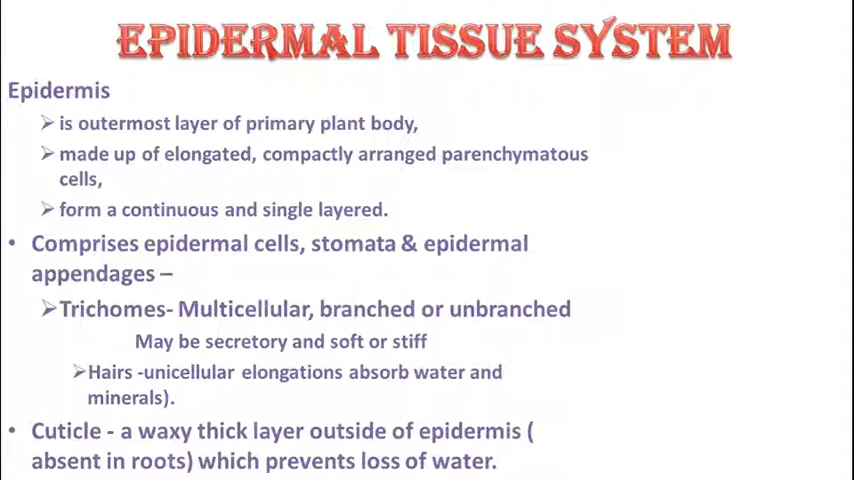 EPIDERMAL TISSUE SYSTEM
Epidermis
➢ is outermost layer of primary plant body,
➢ made up of elongated, compactly arranged parenchymatous
cells,
➢ form a continuous and single layered.
• Comprises epidermal cells, stomata & epidermal
appendages –
➢Trichomes- Multicellular, branched or unbranched
May be secretory and soft or stiff
➢Hairs -unicellular elongations absorb water and
minerals).
• Cuticle - a waxy thick layer outside of epidermis (
absent in roots) which prevents loss of water.